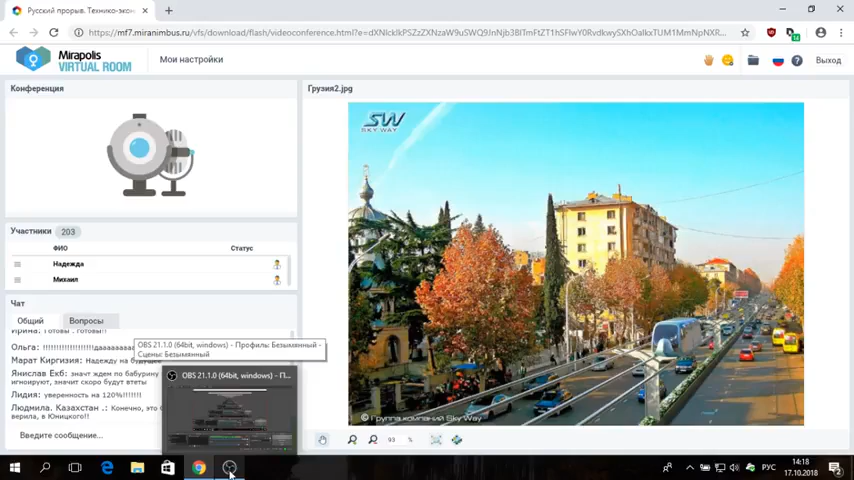 Русский прорыв. Технико-экон
https://mf7.miranimbus.ru/vfs/download/flash/videoconference.html?e=
Mirapolis
VIRTUAL ROOM
Мои настройки
Выход
Конференция
Участники 203
ФИО Статус
Надежда
Михаил
Чат
Общий Вопросы
Ирина: Готовы . готовы!!
Ольга:
Марат Киргизия: Надежду на будущее
Янислав Екб: значт ждем по бабурину
игнорируют, значит скоро будут втеты
Лидия: уверенность на 120%!!!!!!!
Людмила. Казахстан .: Конечно, это б
верила, в Юницкого!!
Введите сообщение...
OBS 21.1.0 (64bit, windows) - Профиль: Безымянный -
Сцены: Безымянный
OBS 21.1.0 (64bit, windows) - П...
Грузия2.jpg
SW
SKY WAY
© Группа компаний Sky Way
93 %
РУС
14:18
17.10.2018
2